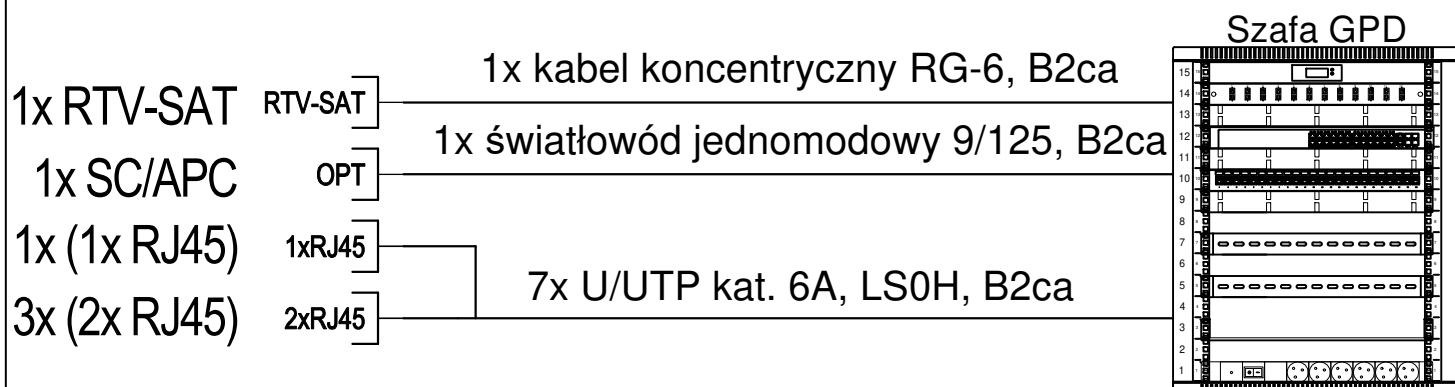 Szafa GPD
1x kabel koncentryczny RG-6, B2ca
1x RTV-SAT RTV-SAT
1x światłowód jednomodowy 9/125, B2ca
1x SC/APC OPT
1x (1x RJ45) 1xRJ45
7x U/UTP kat. 6A, LS0H, B2ca
3x (2x RJ45) 2xRJ45
15
14
13
12
11
10
9
8
7
6
5
4
3
2
1